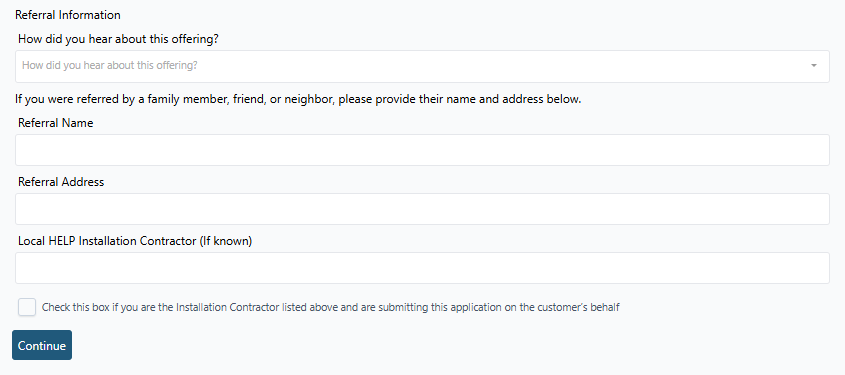 Referral Information
How did you hear about this offering?
How did you hear about this offering?
If you were referred by a family member, friend, or neighbor, please provide their name and address below.
Referral Name
Referral Address
Local HELP Installation Contractor (If known)
Check this box if you are the Installation Contractor listed above and are submitting this application on the customer's behalf
Continue